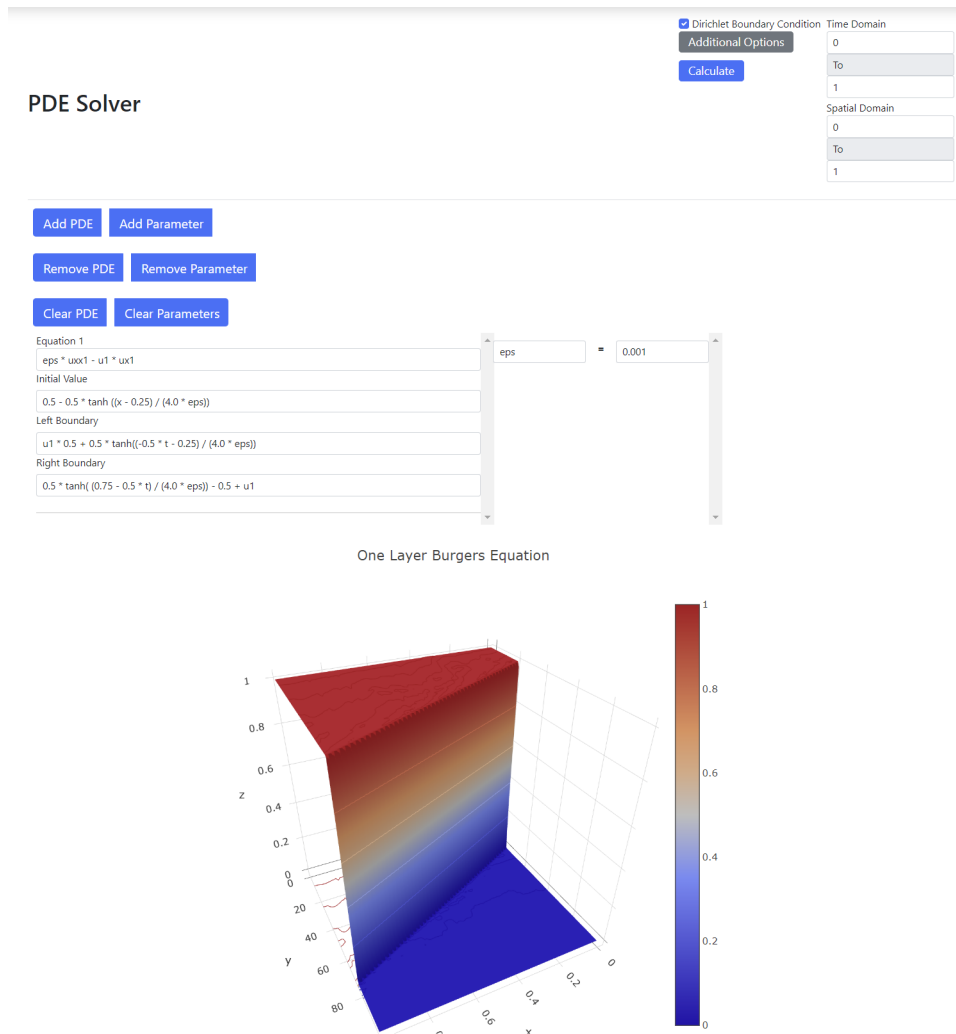 Dirichlet Boundary Condition
Additional Options
Calculate
Time Domain
0
To
1
Spatial Domain
0
To
1
PDE Solver
Add PDE Add Parameter
Remove PDE Remove Parameter
Clear PDE Clear Parameters
Equation 1
eps * uxx1 - u1 * ux1
Initial Value
0.5 - 0.5 * tanh ((x - 0.25) / (4.0 * eps))
Left Boundary
u1 * 0.5 + 0.5 * tanh((-0.5 * t - 0.25) / (4.0 * eps))
Right Boundary
0.5 * tanh( (0.75 - 0.5 * t) / (4.0 * eps)) - 0.5 + u1
eps = 0.001
One Layer Burgers Equation
1
0.8
0.6
z
0.4
0.2
0
0
20
40
y
60
80
0.6
0.4
0.2
0
1
0.8
0.6
0.4
0.2
0